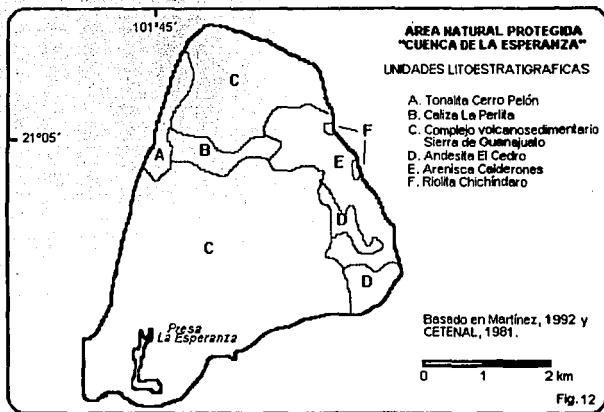 101°45'
21°05'
AREA NATURAL PROTEGIDA
"CUENCA DE LA ESPERANZA"
UNIDADES LITOESTRATIGRAFICAS
A. Tonalita Cerro Pelón
B. Caliza La Perlita
C. Complejo volcanosedimentario
Sierra de Guanajuato
D. Andesita El Cedro
E. Arenisca Calderones
F. Riolita Chichíndaro
C
F
A
B
E
D
C
D
Presa
La Esperanza
Basado en Martínez, 1992 y
CETENAL, 1981.
0 1 2 km
Fig. 12